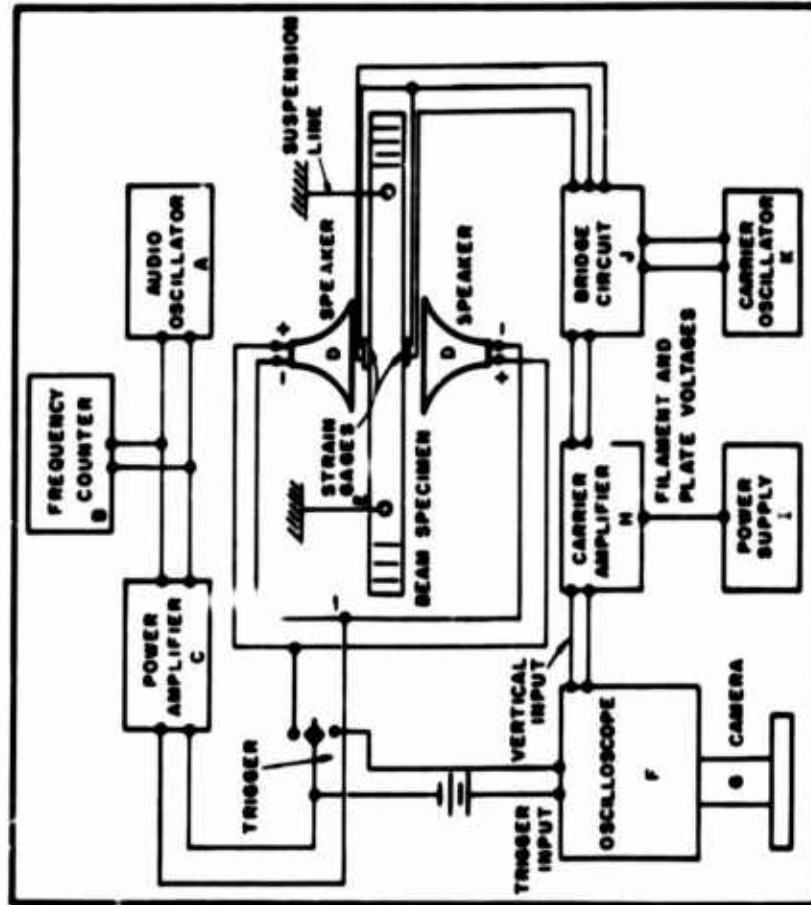 FREQUENCY
COUNTER
B
POWER
AMPLIFIER
C
AUDIO
OSCILLATOR
A
TRIGGER
SUSPENSION
LINE
SPEAKER
D
+
-
STRAIN
GAGES
E
BEAM SPECIMEN
SPEAKER
D
-
+
-
TRIGGER
INPUT
VERTICAL
INPUT
OSCILLOSCOPE
F
G
CAMERA
CARRIER
AMPLIFIER
H
FILAMENT AND
PLATE VOLTAGES
POWER
SUPPLY
I
BRIDGE
CIRCUIT
J
CARRIER
OSCILLATOR
K